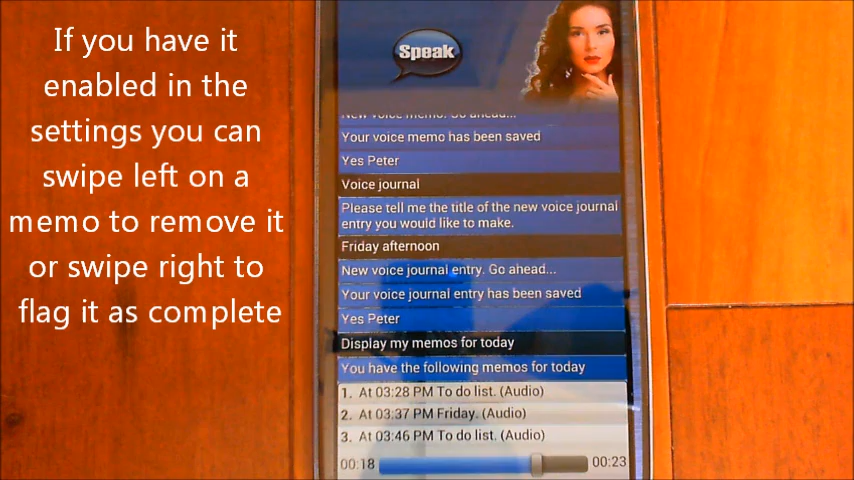 If you have it
enabled in the
settings you can
swipe left on a
memo to remove it
or swipe right to
flag it as complete
Speak
New voice memo. Go ahead...
Your voice memo has been saved
Yes Peter
Voice journal
Please tell me the title of the new voice journal
entry you would like to make.
Friday afternoon
New voice journal entry. Go ahead...
Your voice journal entry has been saved
Yes Peter
Display my memos for today
You have the following memos for today
1. At 03:28 PM To do list. (Audio)
2. At 03:37 PM Friday. (Audio)
3. At 03:46 PM To do list. (Audio)
00:18 00:23